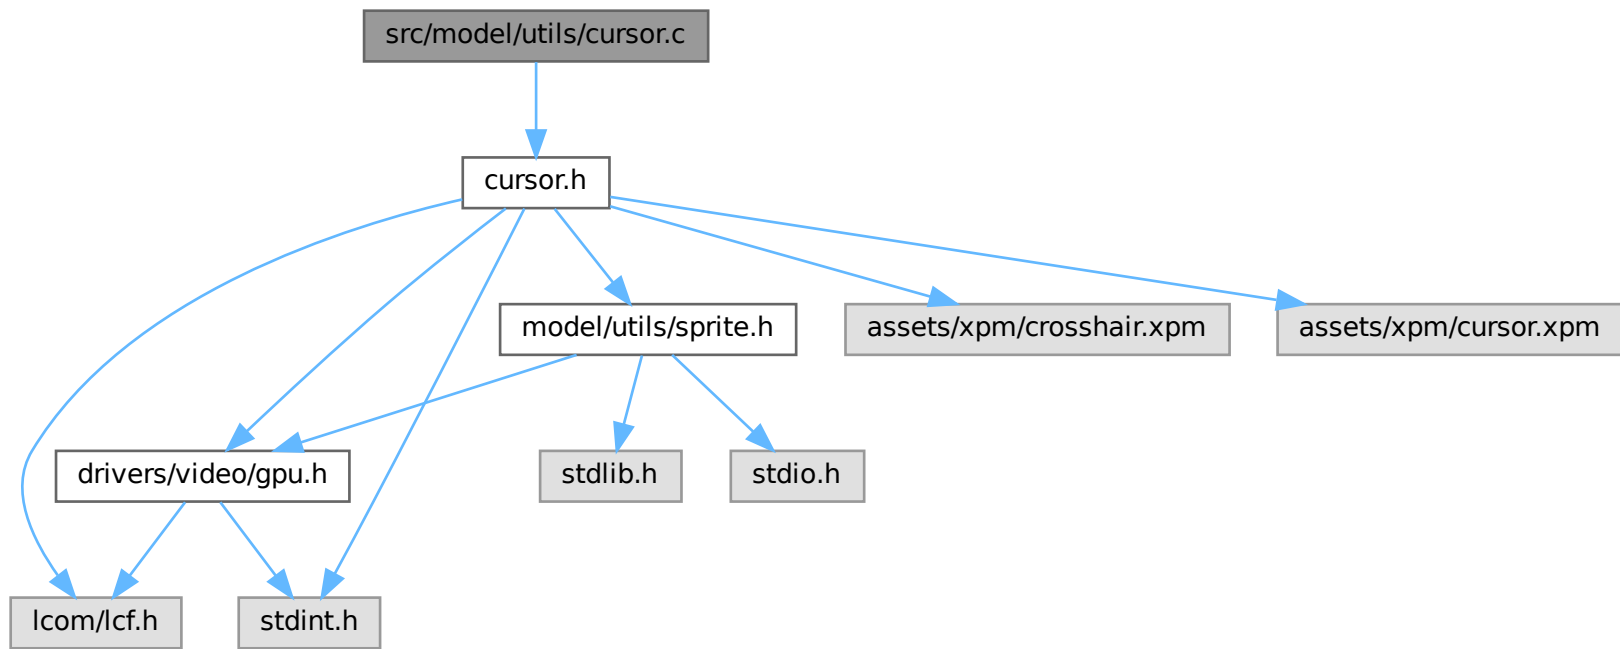 src/model/utils/cursor.c
cursor.h
model/utils/sprite.h
assets/xpm/crosshair.xpm
assets/xpm/cursor.xpm
drivers/video/gpu.h
stdlib.h
stdio.h
lcom/lcf.h
stdint.h